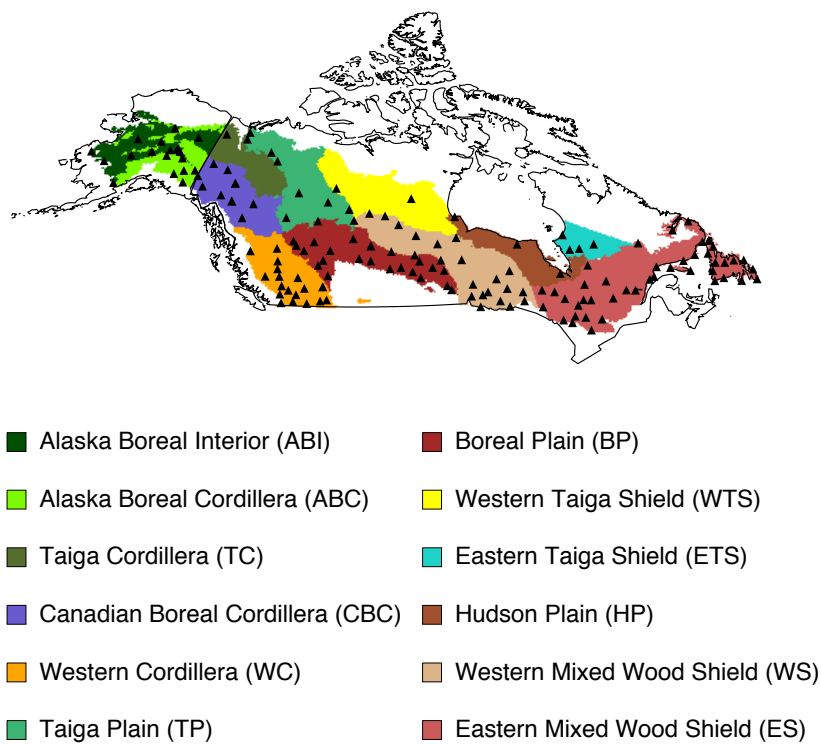 Alaska Boreal Interior (ABI)
Alaska Boreal Cordillera (ABC)
Taiga Cordillera (TC)
Canadian Boreal Cordillera (CBC)
Western Cordillera (WC)
Taiga Plain (TP)
Boreal Plain (BP)
Western Taiga Shield (WTS)
Eastern Taiga Shield (ETS)
Hudson Plain (HP)
Western Mixed Wood Shield (WS)
Eastern Mixed Wood Shield (ES)